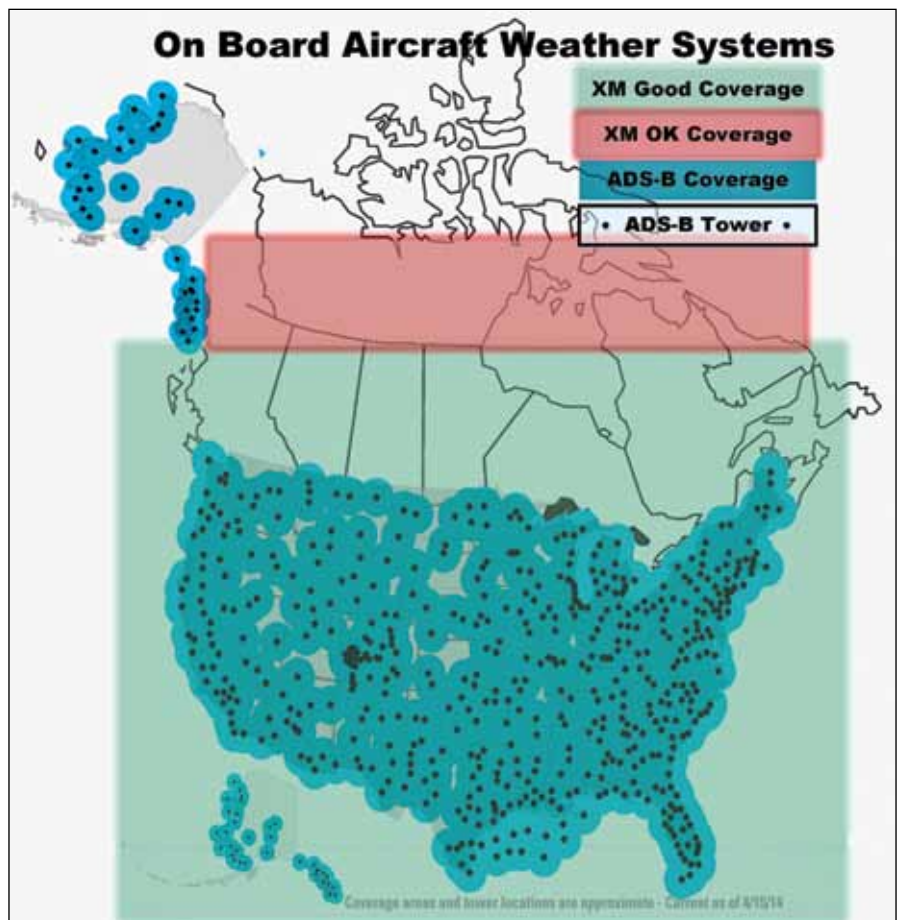 On Board Aircraft Weather Systems
XM Good Coverage
XM OK Coverage
ADS-B Coverage
• ADS-B Tower •
Coverage areas and tower locations are approximate - Current as of 4/15/14